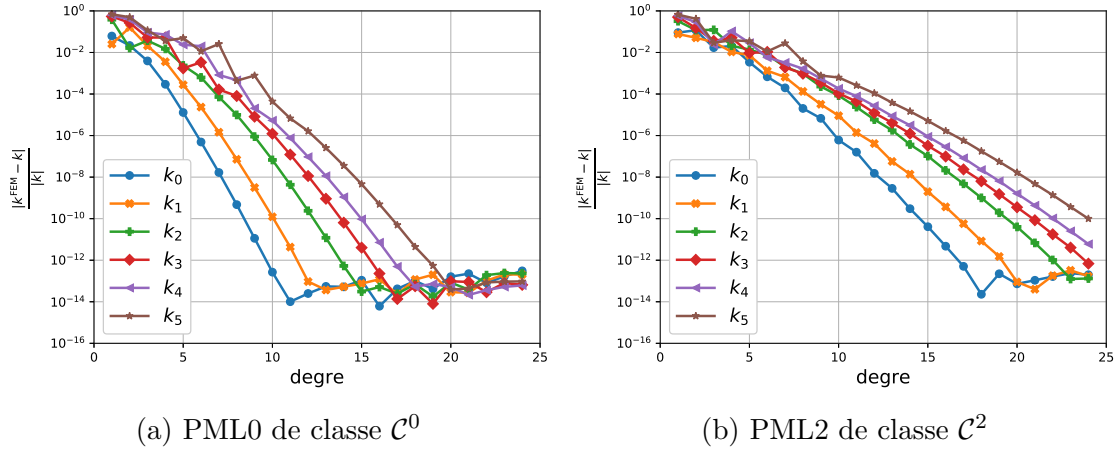 10^0
10^{-2}
10^{-4}
10^{-6}
10^{-8}
10^{-10}
10^{-12}
10^{-14}
10^{-16}
|k^{FEM} − k|
|k|
k_0
k_1
k_2
k_3
k_4
k_5
0 5 10 15 20 25
degre
(a) PML0 de classe 𝒞^0
10^0
10^{-2}
10^{-4}
10^{-6}
10^{-8}
10^{-10}
10^{-12}
10^{-14}
10^{-16}
|k^{FEM} − k|
|k|
k_0
k_1
k_2
k_3
k_4
k_5
0 5 10 15 20 25
degre
(b) PML2 de classe 𝒞^2